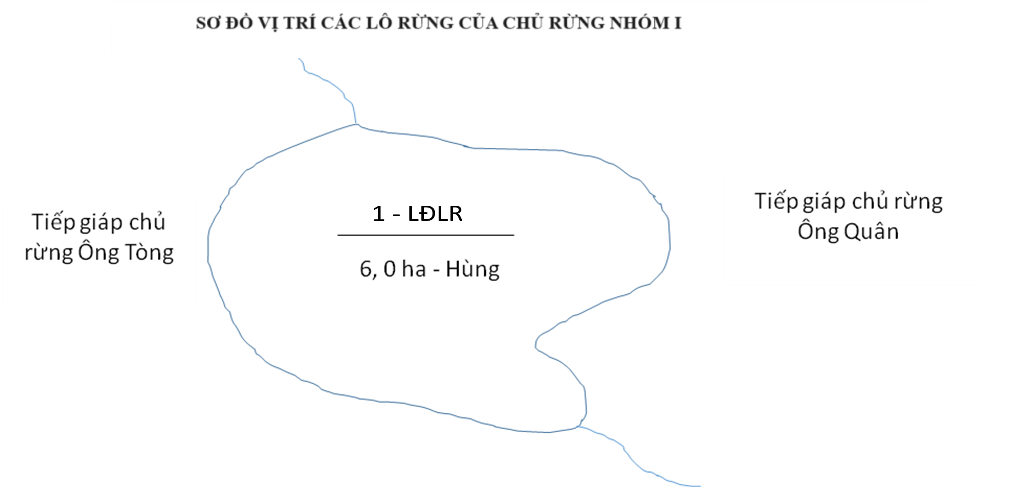 SƠ ĐỒ VỊ TRÍ CÁC LÔ RỪNG CỦA CHỦ RỪNG NHÓM I
Tiếp giáp chủ
rừng Ông Tòng
1 - LĐLR
6, 0 ha - Hùng
Tiếp giáp chủ rừng
Ông Quân